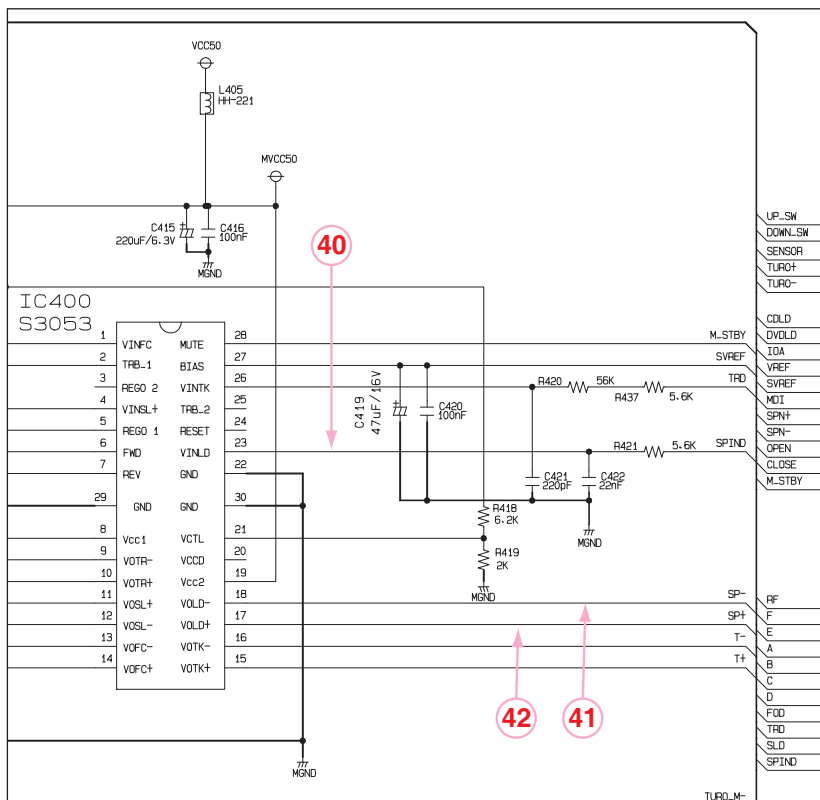 VCC50
L405
HH-221
MVCC50
C415
220uF/6.3V
+
C416
100nF
MGND
40
IC400
S3053
1 VINFC MUTE 28
2 TRB_1 BIAS 27
3 REGO 2 VINTK 26
4 VINSL+ TRB_2 25
5 REGO 1 RESET 24
6 FWD VINLD 23
7 REV GND 22
29 GND GND 30
8 Vcc1 VCTL 21
9 VOTR- VCCD 20
10 VOTR+ Vcc2 19
11 VOSL+ VOLD- 18
12 VOSL- VOLD+ 17
13 VOFC- VOTK- 16
14 VOFC+ VOTK+ 15
C419
47uF/16V
+
C420
100nF
R420
56K
R437
5.6K
R421
5.6K
C421
220pF
C422
22nF
MGND
R418
6.2K
R419
2K
MGND
M_STBY
SVREF
TRD
SPIND
SP-
SP+
T-
T+
42
41
MGND
UP_SW
DOWN_SW
SENSOR
TURO+
TURO-
CDLD
DVDLD
IOA
VREF
SVREF
MDI
SPN+
SPN-
OPEN
CLOSE
M_STBY
RF
F
E
A
B
C
D
FOD
TRD
SLD
SPIND
TURO_M-